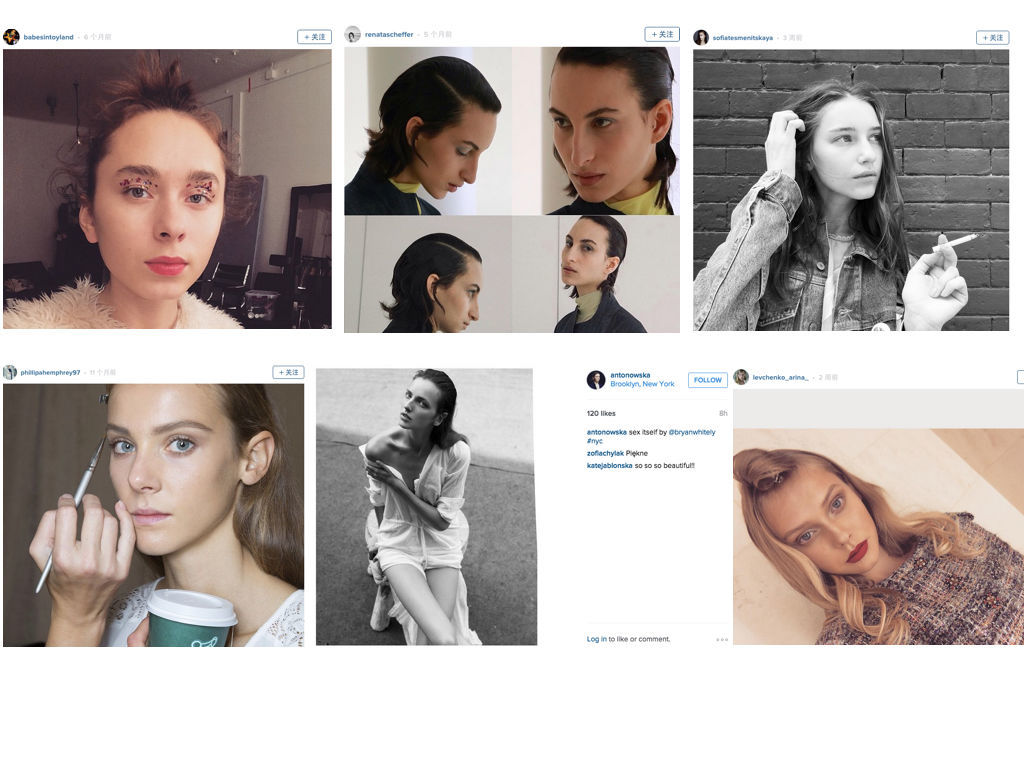 babesintoyland • 6 个月前
+ 关注
renatascheffer • 5 个月前
+ 关注
sofiatesmenitskaya • 3 周前
+ 关注
phillipahemphrey97 • 11 个月前
+ 关注
antonowska
Brooklyn, New York
FOLLOW
120 likes
8h
antonowska sex itself by @bryanwhitely
#nyc
zofiachylak Piękne
katejablonska so so so beautiful!!
Log in to like or comment.
levchenko_arina_ • 2 周前